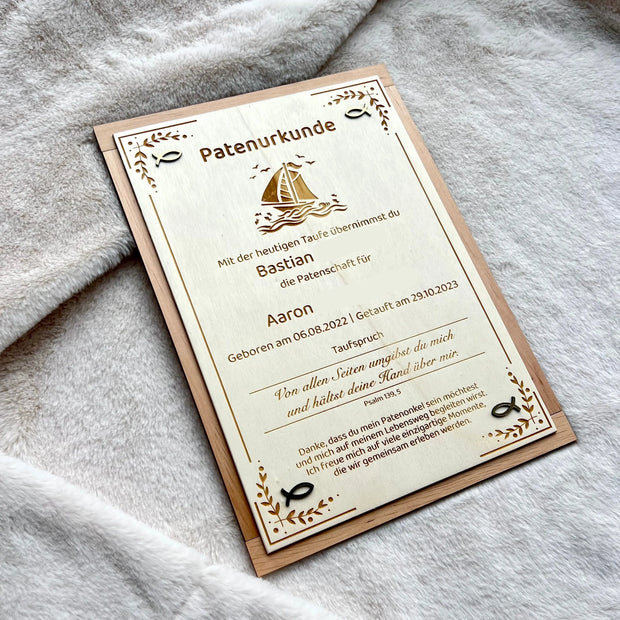 Patenurkunde
Mit der heutigen Taufe übernimmst du
Bastian
die Patenschaft für
Aaron
Geboren am 06.08.2022 | Getauft am 29.10.2023
Taufspruch
Von allen Seiten umgibst du mich
und hältst deine Hand über mir.
Psalm 139,5
Danke, dass du mein Patenonkel sein möchtest
und mich auf meinem Lebensweg begleiten wirst.
Ich freue mich auf viele einzigartige Momente,
die wir gemeinsam erleben werden.